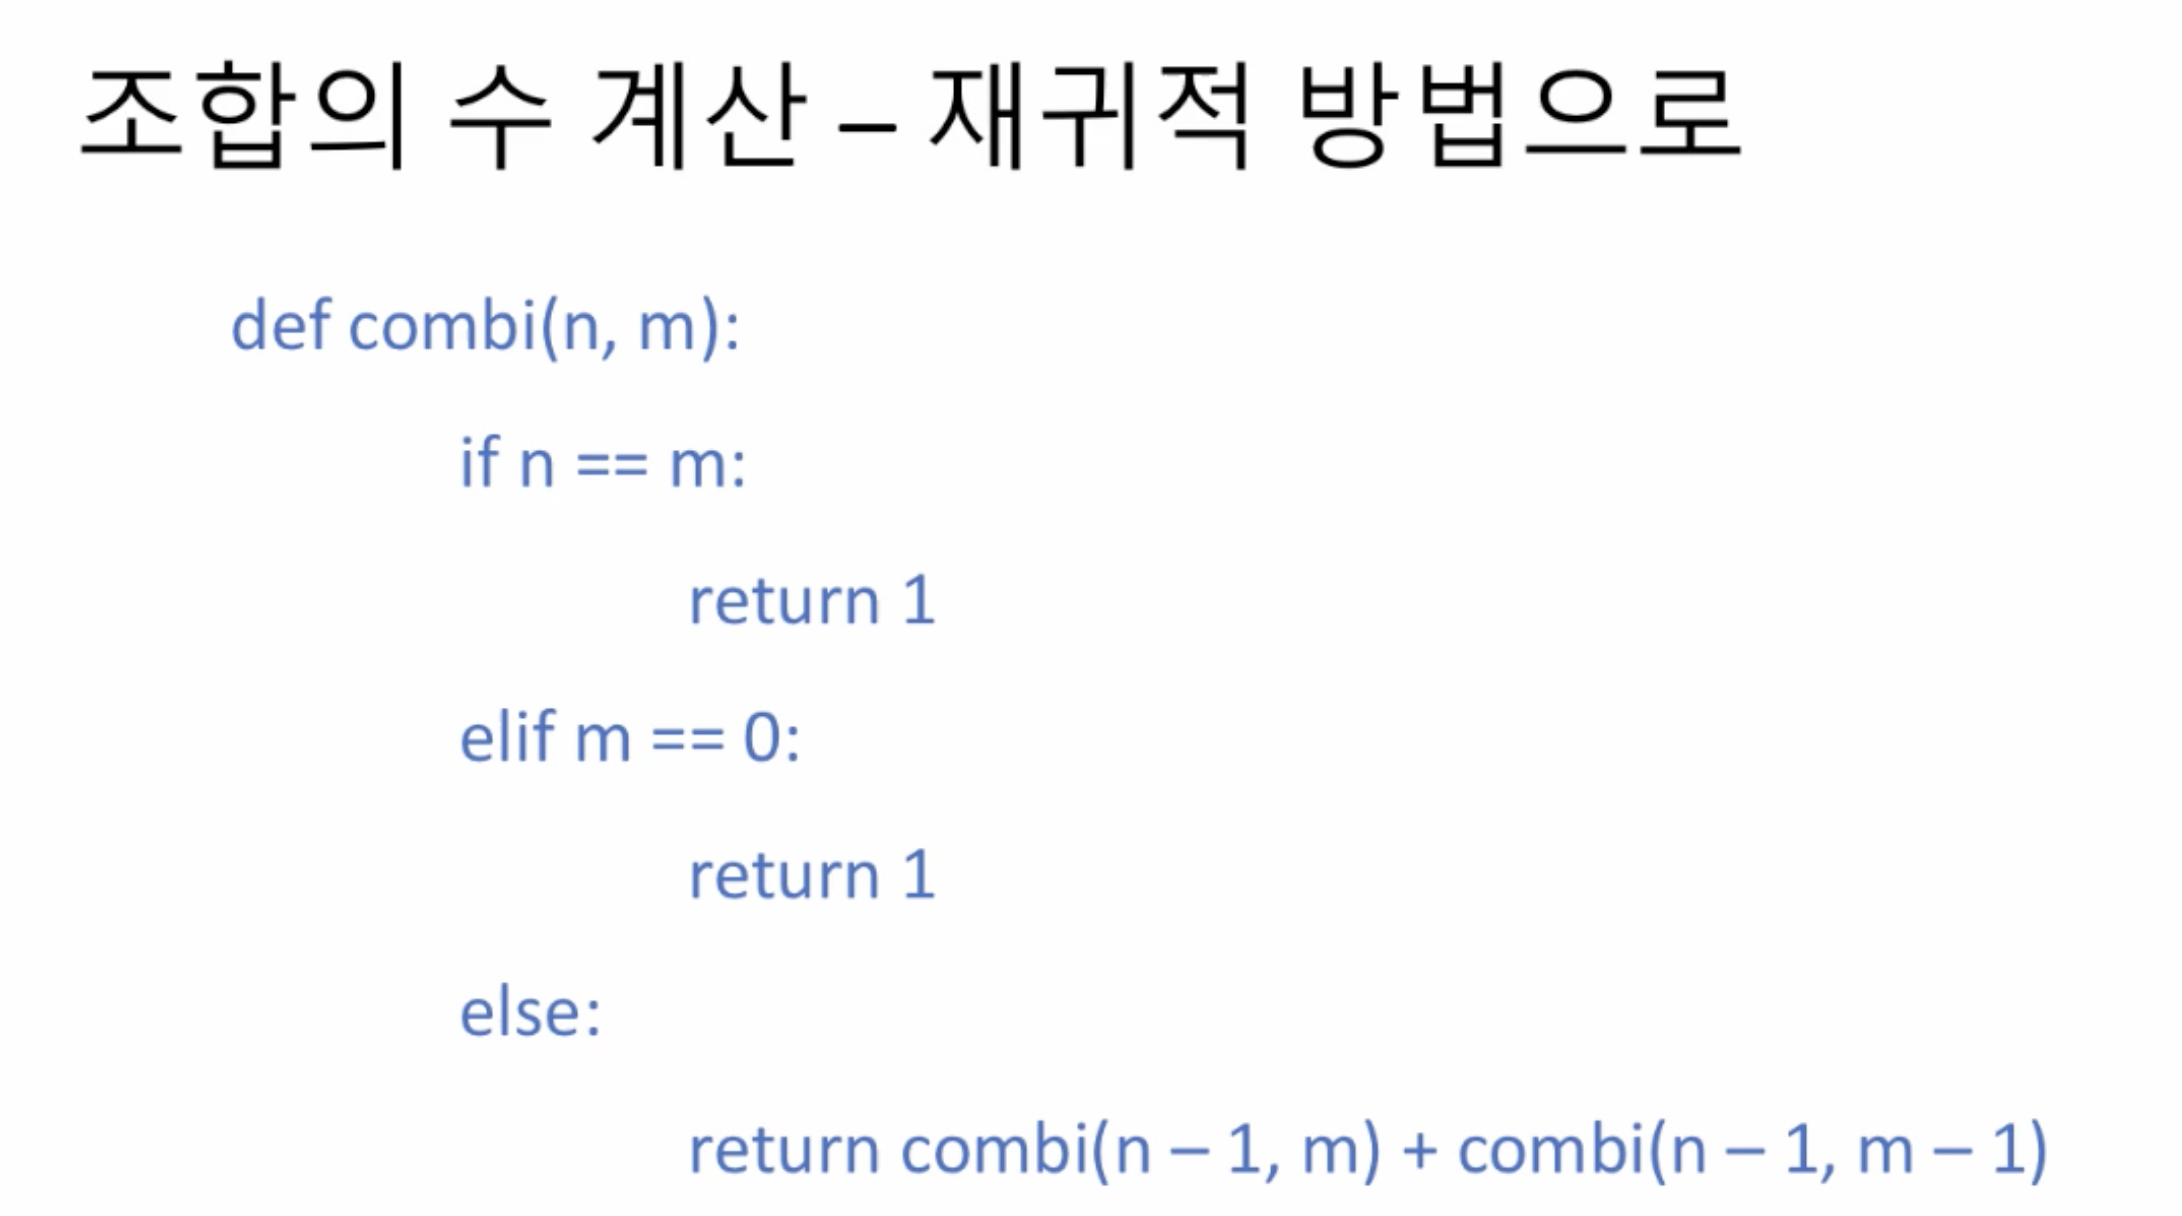 조합의 수 계산 – 재귀적 방법으로
def combi(n, m):
if n == m:
return 1
elif m == 0:
return 1
else:
return combi(n – 1, m) + combi(n – 1, m – 1)